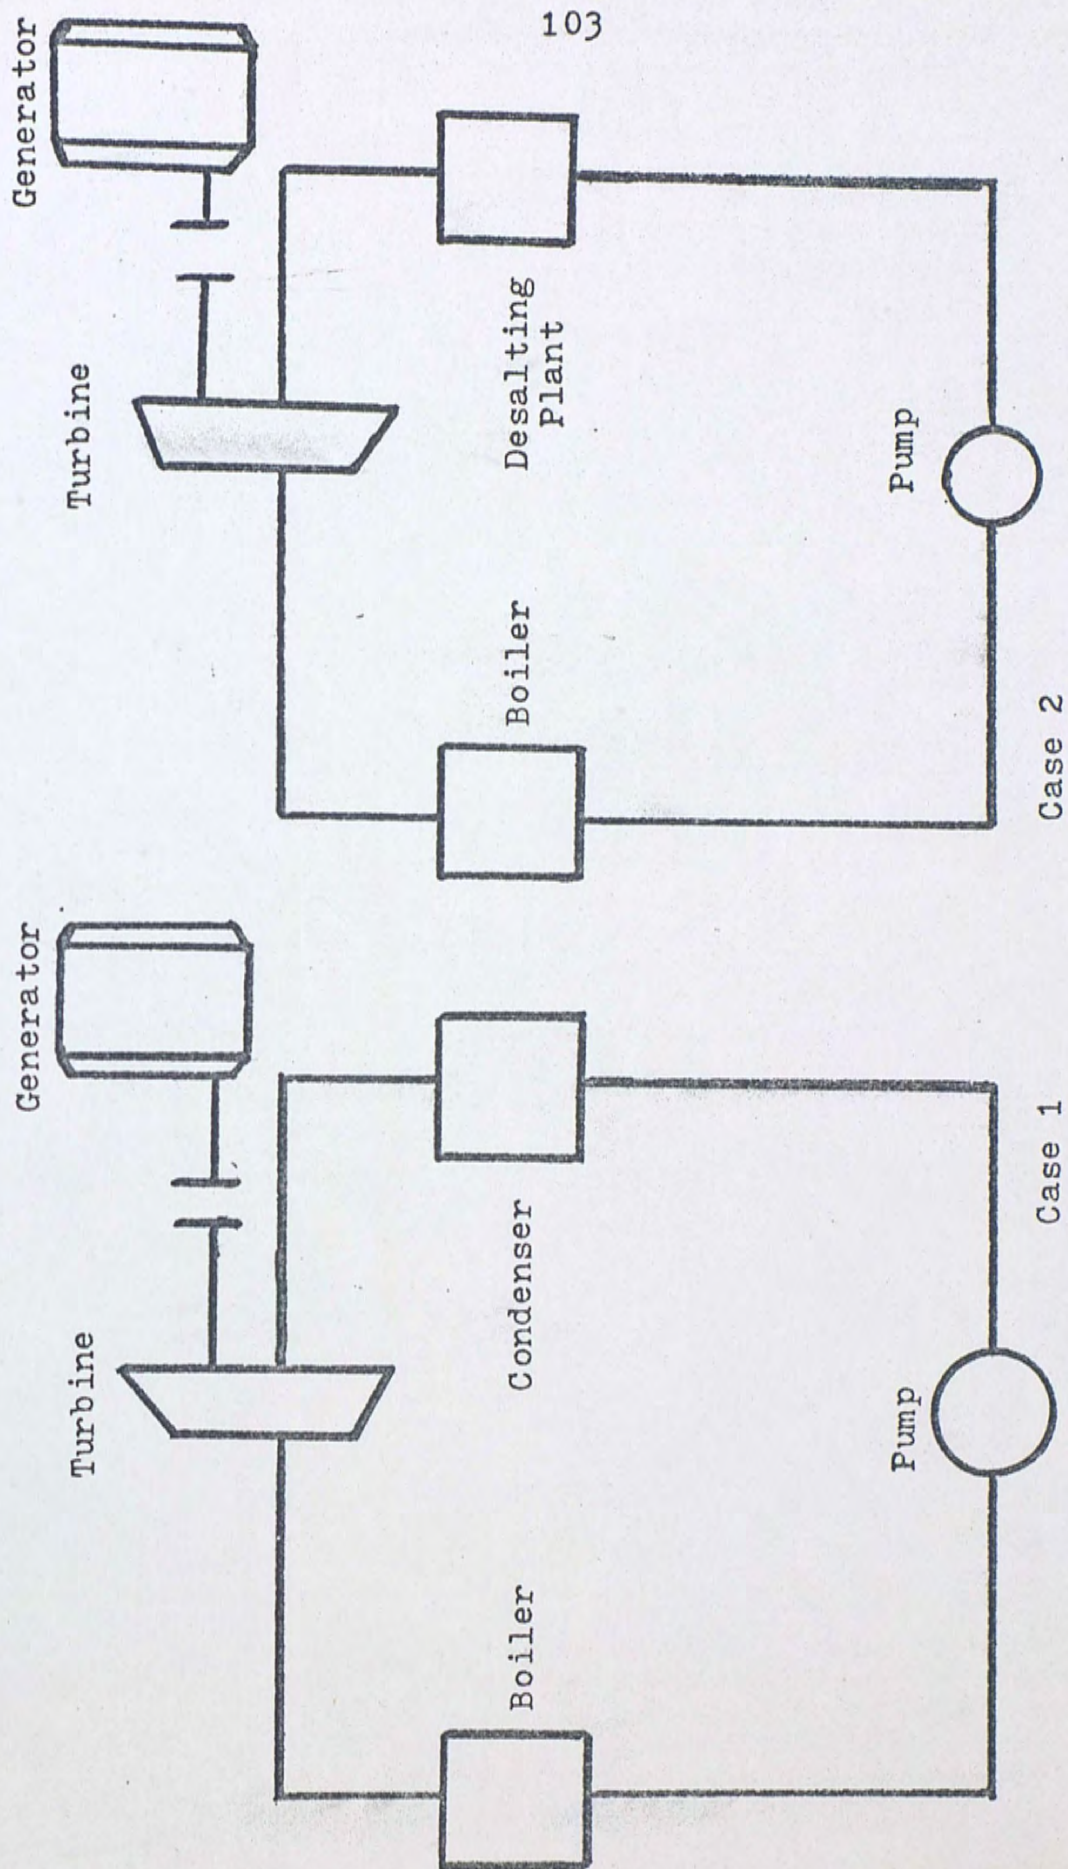 103
Generator
Turbine
Boiler
Condenser
Pump
Case 1
Generator
Turbine
Boiler
Desalting
Plant
Pump
Case 2